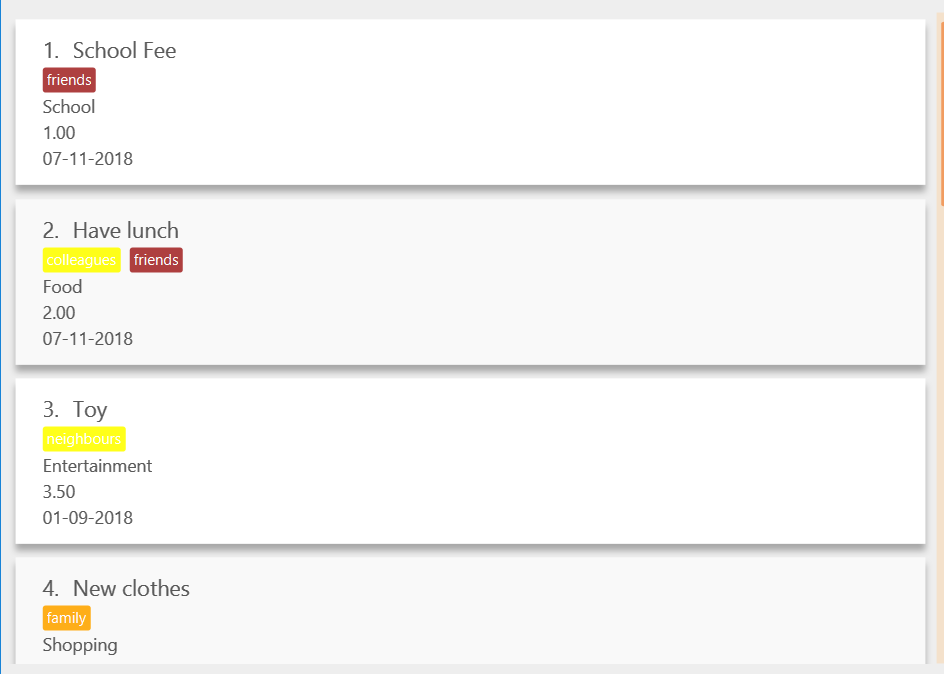 1. School Fee
friends
School
1.00
07-11-2018
2. Have lunch
colleagues friends
Food
2.00
07-11-2018
3. Toy
neighbours
Entertainment
3.50
01-09-2018
4. New clothes
family
Shopping